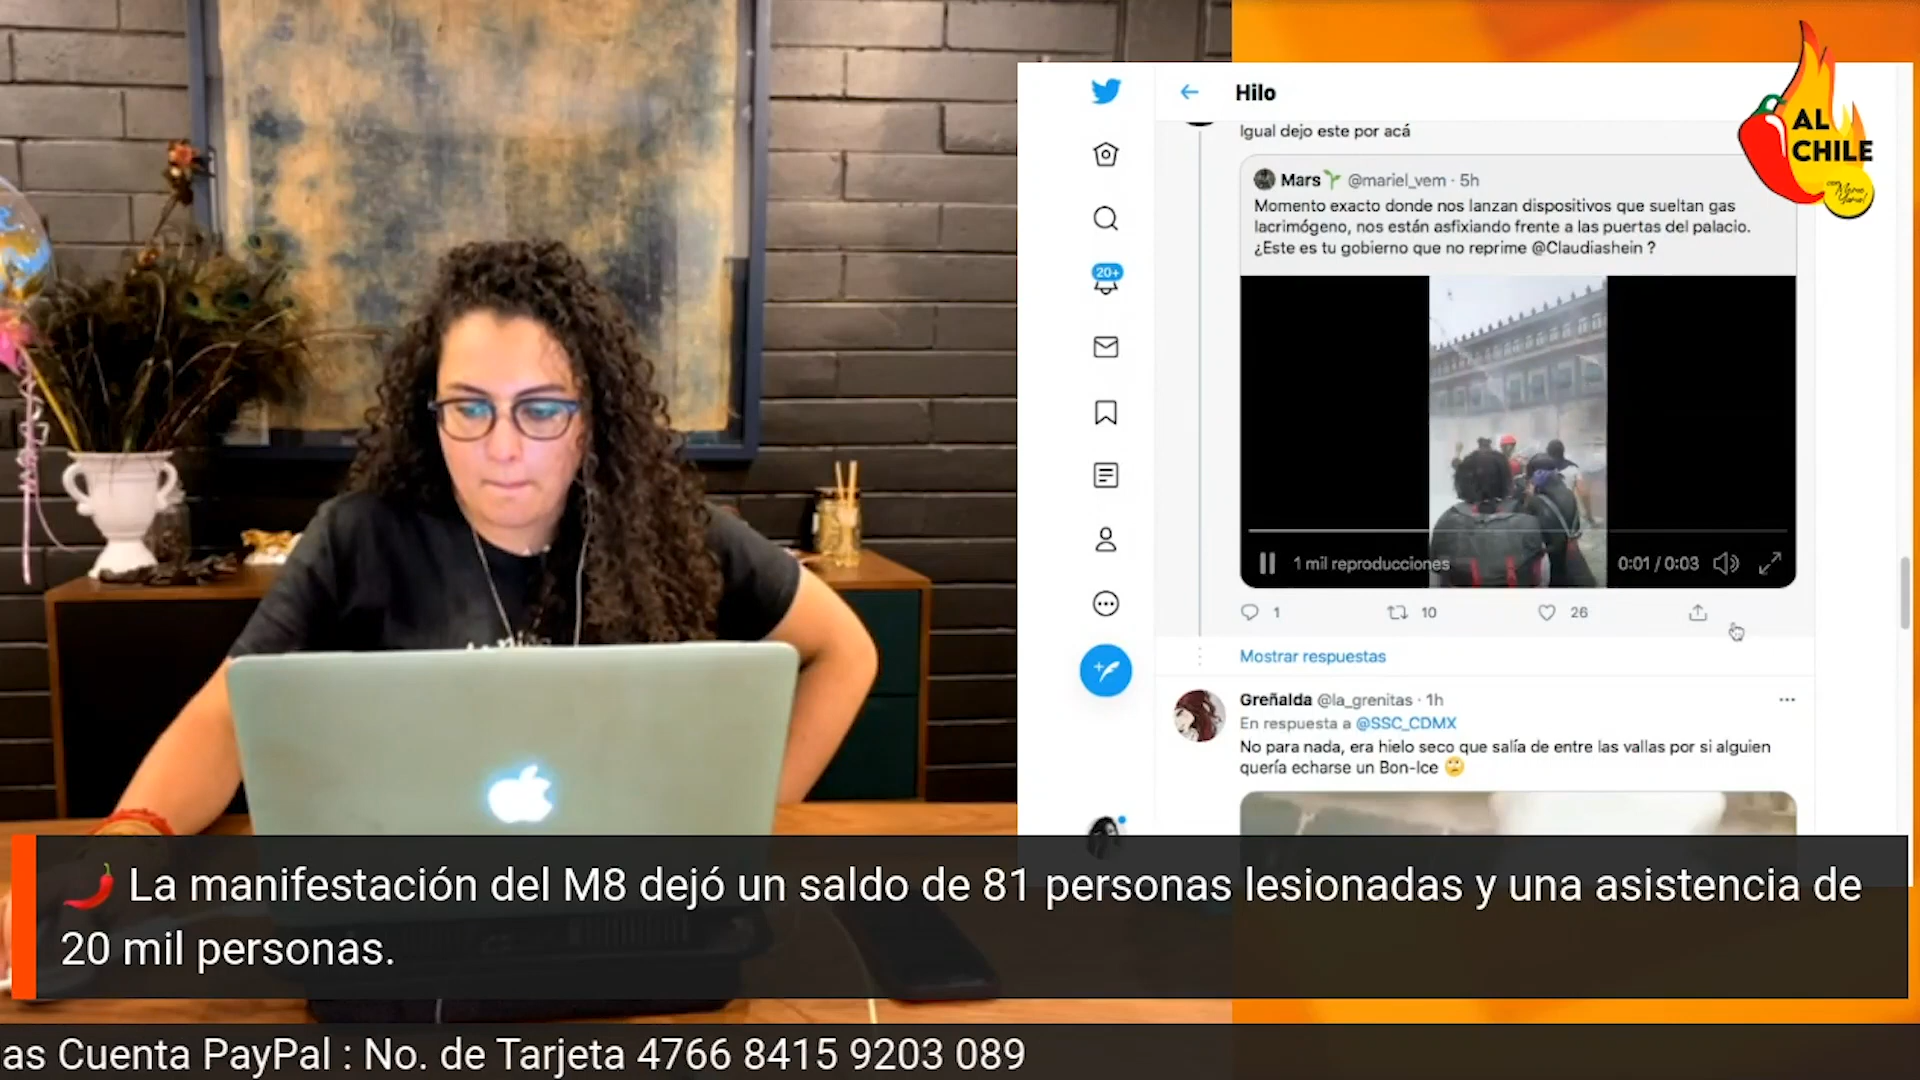 Hilo
Igual dejo este por acá
Mars @mariel_vem · 5h
Momento exacto donde nos lanzan dispositivos que sueltan gas
lacrimógeno, nos están asfixiando frente a las puertas del palacio.
¿Este es tu gobierno que no reprime @Claudiashein ?
20+
1 mil reproducciones
0:01 / 0:03
1 10 26
Mostrar respuestas
Greñalda @la_grenitas · 1h
En respuesta a @SSC_CDMX
No para nada, era hielo seco que salía de entre las vallas por si alguien
quería echarse un Bon-Ice 🙄
AL
CHILE
🌶️ La manifestación del M8 dejó un saldo de 81 personas lesionadas y una asistencia de
20 mil personas.
as Cuenta PayPal : No. de Tarjeta 4766 8415 9203 089